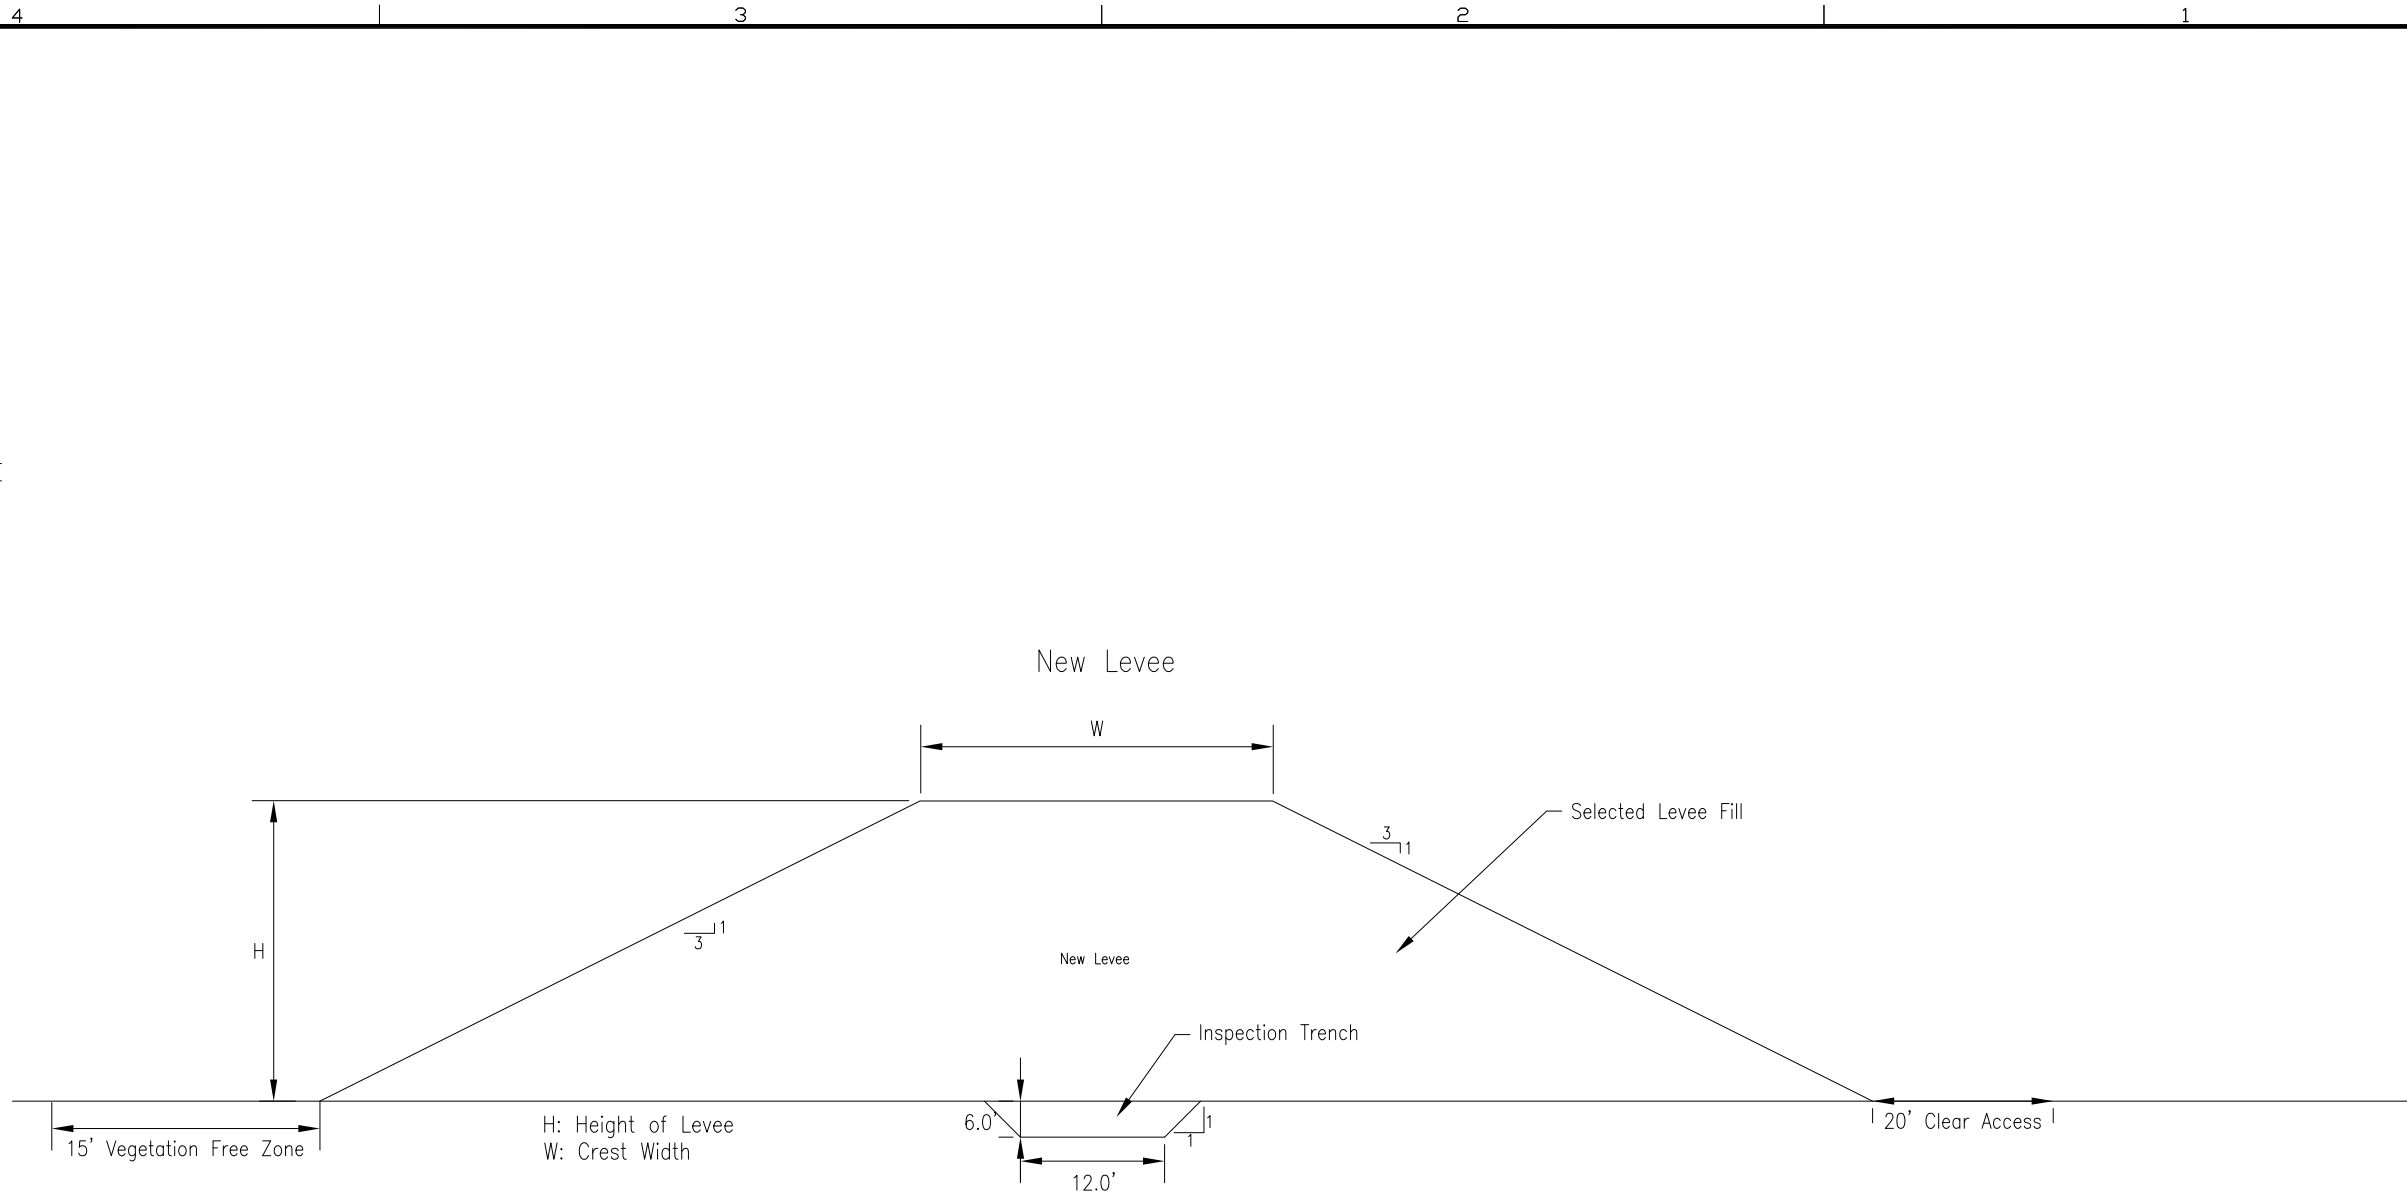 4 3 2 1
New Levee
W
Selected Levee Fill
3
1
1
3
H
New Levee
Inspection Trench
6.0'
1
1
H: Height of Levee
W: Crest Width
15' Vegetation Free Zone
20' Clear Access
12.0'